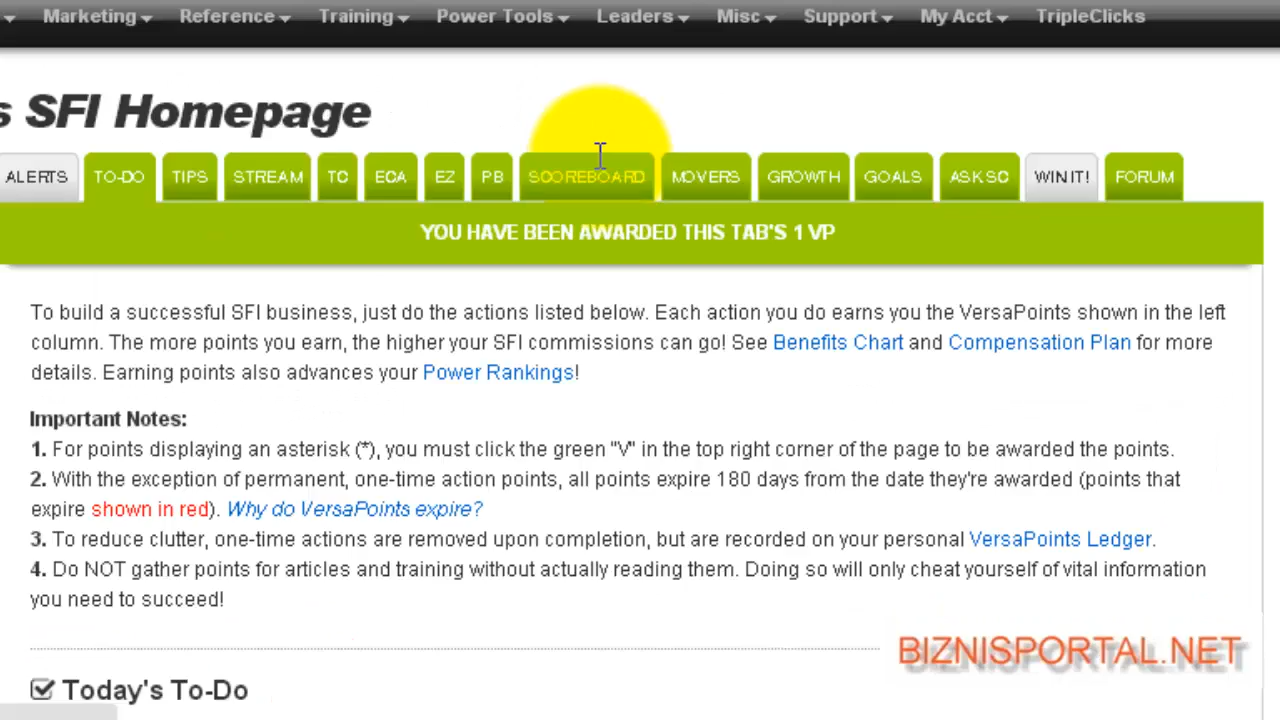 Marketing Reference Training Power Tools Leaders Misc Support My Acct TripleClicks
s SFI Homepage
ALERTS TO-DO TIPS STREAM TC ECA EZ PB SCOREBOARD MOVERS GROWTH GOALS ASK SC WIN IT! FORUM
YOU HAVE BEEN AWARDED THIS TAB'S 1 VP
To build a successful SFI business, just do the actions listed below. Each action you do earns you the VersaPoints shown in the left
column. The more points you earn, the higher your SFI commissions can go! See Benefits Chart and Compensation Plan for more
details. Earning points also advances your Power Rankings!
Important Notes:
1. For points displaying an asterisk (*), you must click the green "V" in the top right corner of the page to be awarded the points.
2. With the exception of permanent, one-time action points, all points expire 180 days from the date they're awarded (points that
expire shown in red). Why do VersaPoints expire?
3. To reduce clutter, one-time actions are removed upon completion, but are recorded on your personal VersaPoints Ledger.
4. Do NOT gather points for articles and training without actually reading them. Doing so will only cheat yourself of vital information
you need to succeed!
BIZNISPORTAL.NET
Today's To-Do